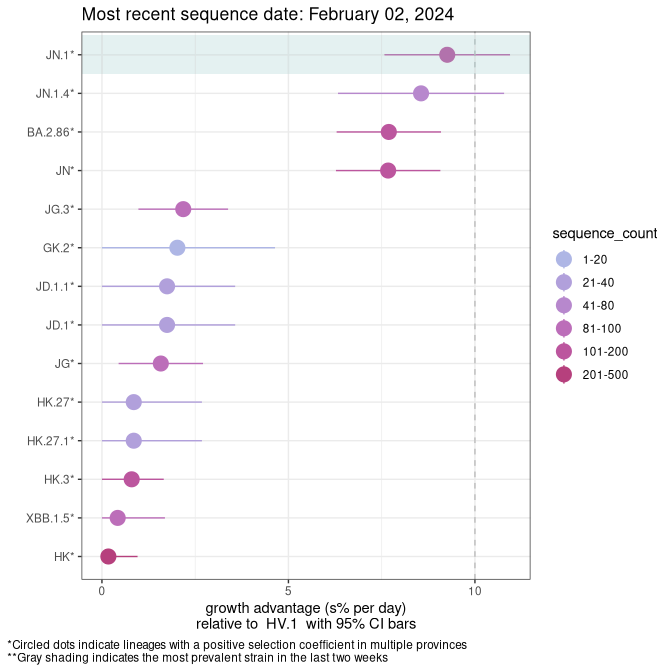 Most recent sequence date: February 02, 2024
JN.1*
JN.1.4*
BA.2.86*
JN*
JG.3*
GK.2*
JD.1.1*
JD.1*
JG*
HK.27*
HK.27.1*
HK.3*
XBB.1.5*
HK*
0
5
10
growth advantage (s% per day)
relative to HV.1 with 95% CI bars
sequence_count
1-20
21-40
41-80
81-100
101-200
201-500
*Circled dots indicate lineages with a positive selection coefficient in multiple provinces
**Gray shading indicates the most prevalent strain in the last two weeks